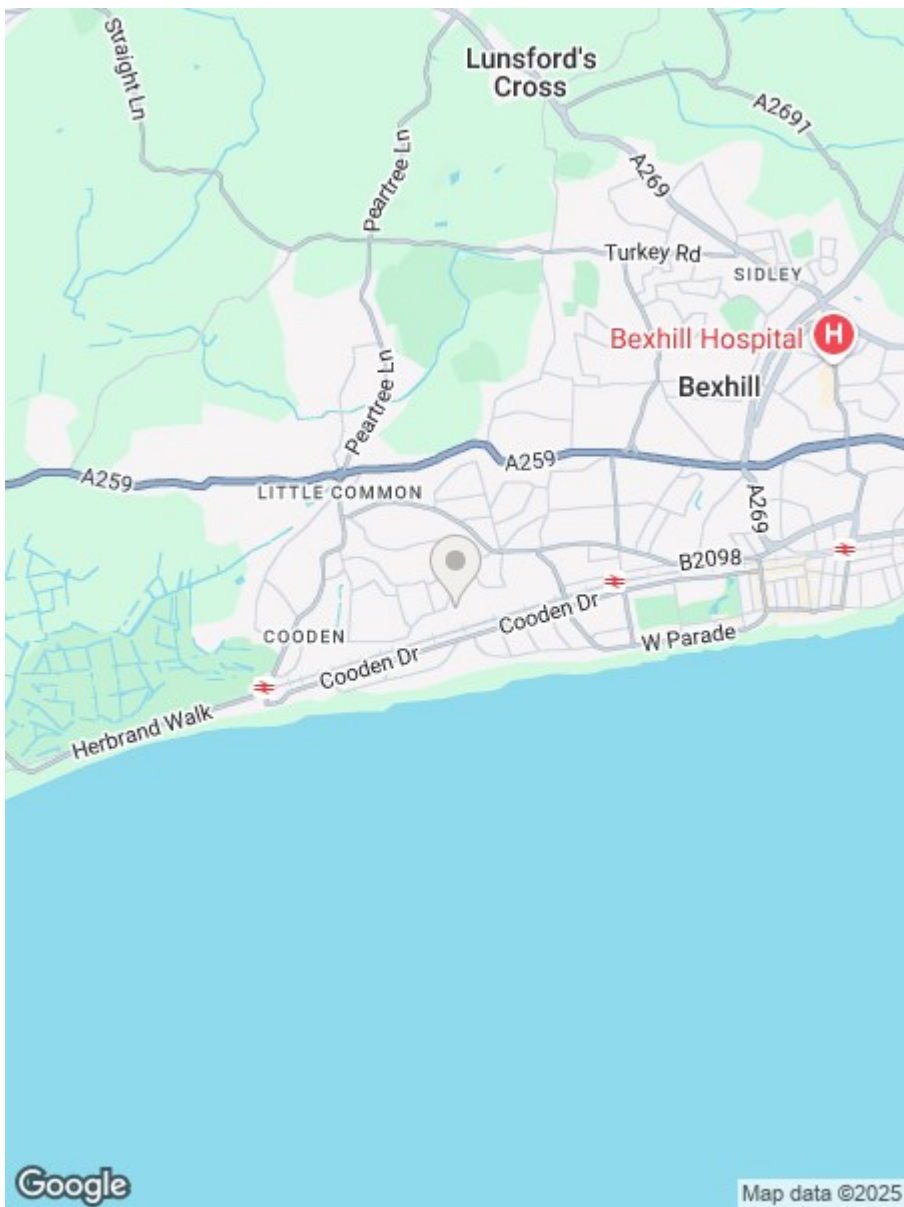 Straight Ln
Lunsford's
Cross
A2691
Peartree Ln
A269
Turkey Rd
SIDLEY
Bexhill Hospital
H
Bexhill
Peartree Ln
A259
A259
LITTLE COMMON
A269
B2098
Cooden Dr
COODEN
W Parade
Cooden Dr
Herbrand Walk
Google
Map data ©2025